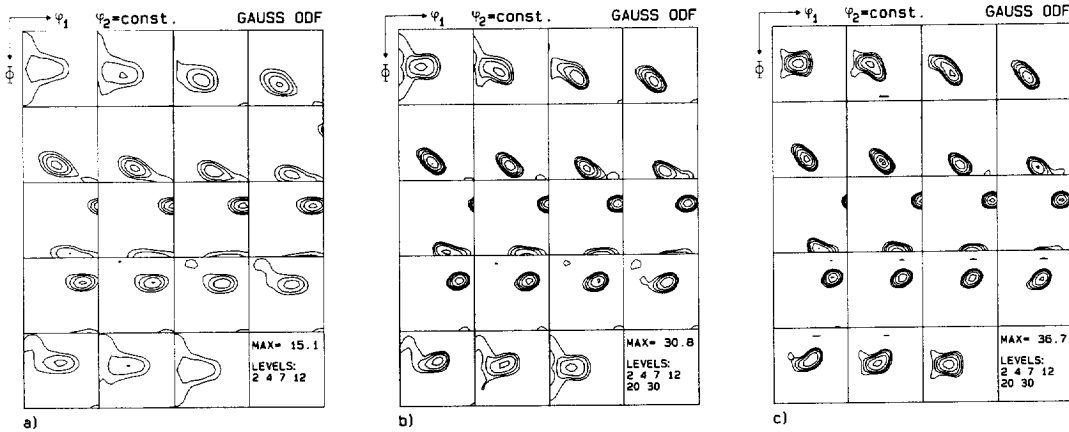 φ₁ φ₂=const. GAUSS ODF
Φ
MAX= 15.1
LEVELS:
2 4 7 12
a)
φ₁ φ₂=const. GAUSS ODF
Φ
MAX= 30.8
LEVELS:
2 4 7 12
20 30
b)
φ₁ φ₂=const. GAUSS ODF
Φ
MAX= 36.7
LEVELS:
2 4 7 12
20 30
c)